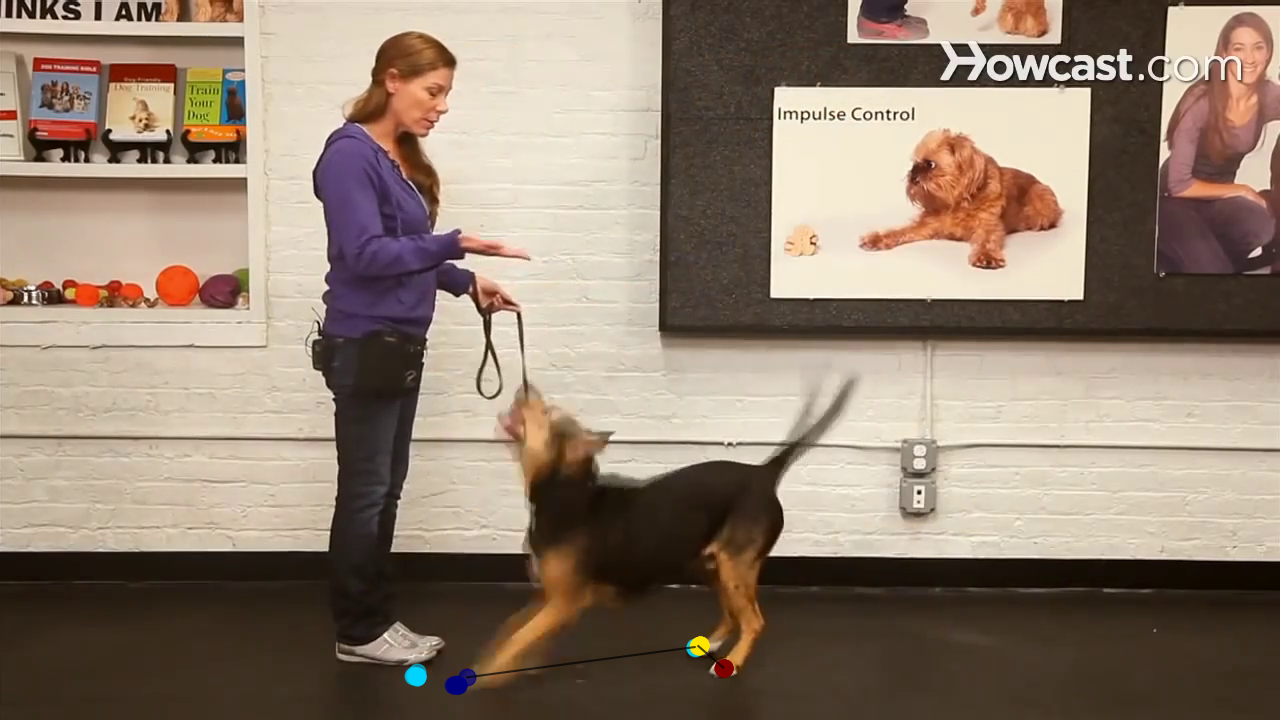 INKS I AM
DOG TRAINING BIBLE
Dog-Friendly
Dog Training
Train
Your
Dog
Howcast.com
Impulse Control